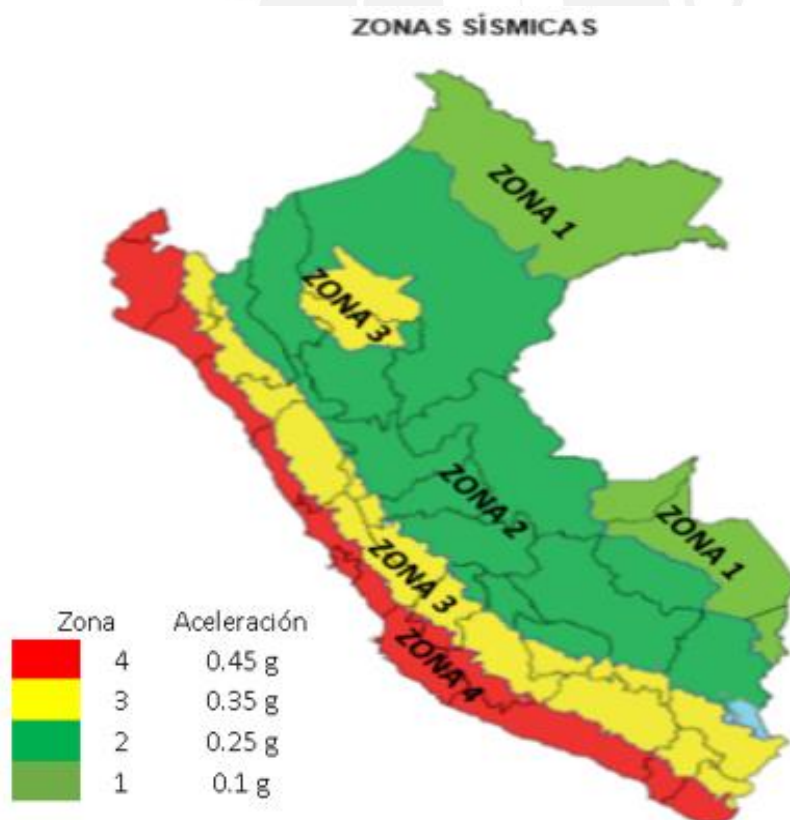 ZONAS SÍSMICAS
ZONA 1
ZONA 3
ZONA 2
ZONA 1
ZONA 3
ZONA 4
Zona Aceleración
4 0.45 g
3 0.35 g
2 0.25 g
1 0.1 g